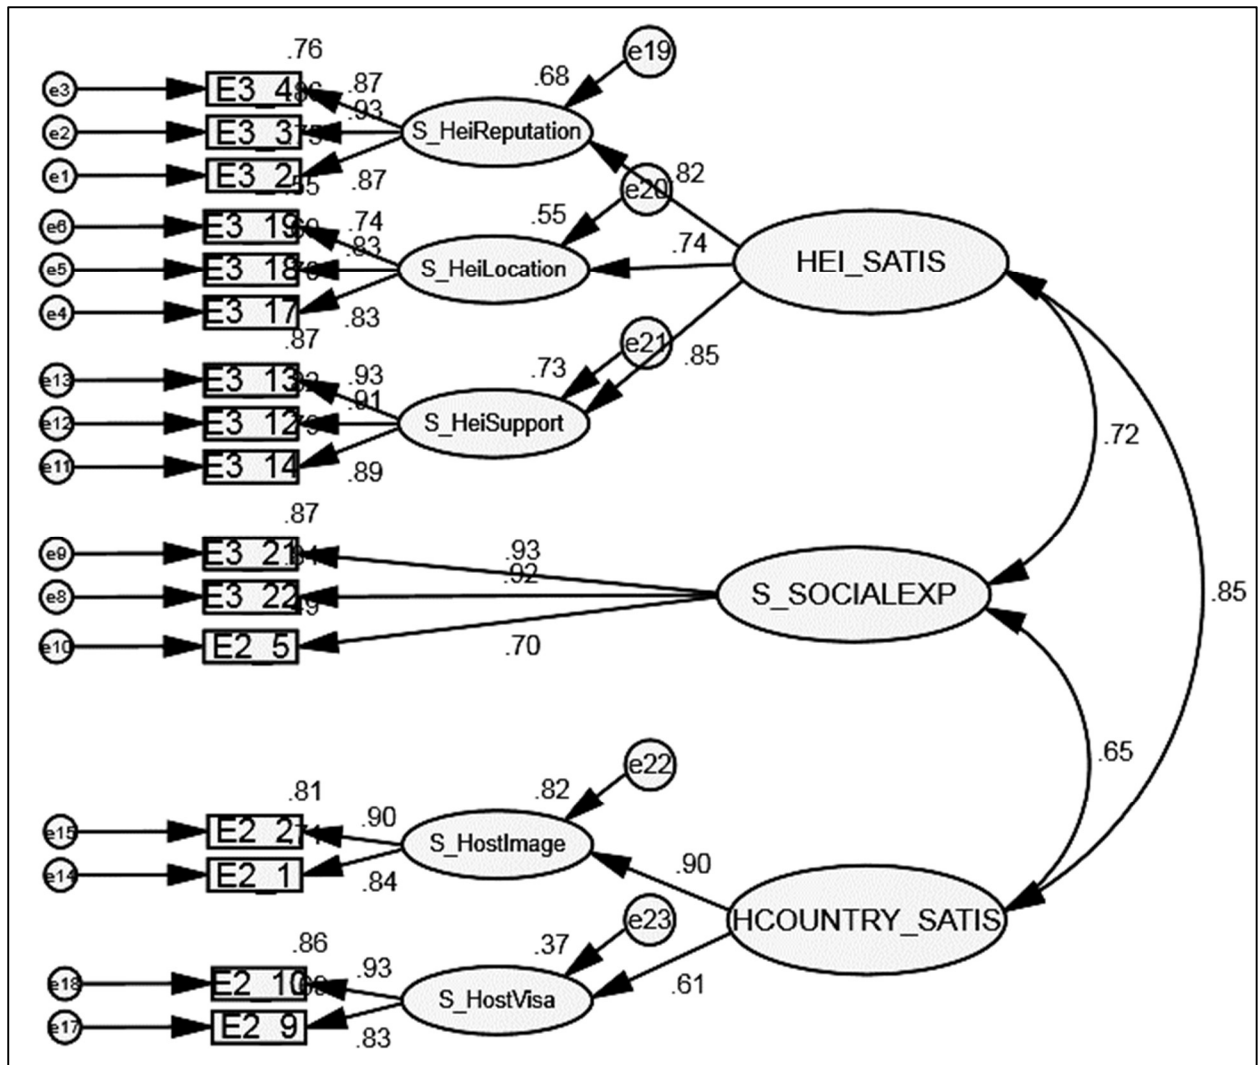 .76
e19
e3 E3_4 .87 .68
e2 E3_3 .93 S_HeiReputation
e1 E3_2 .87 e20 .82
.55
e6 E3_19 .74 .55
e5 E3_18 .83 S_HeiLocation .74 HEI_SATIS
e4 E3_17 .83
.87 e21 .85
e13 E3_13 .93 .73
e12 E3_12 .91 S_HeiSupport
e11 E3_14 .89 .72
.87
e9 E3_21 .93
e8 E3_22 .92 S_SOCIALEXP .85
e10 E2_5 .70
.65
e22
.81 .82
e15 E2_2 .90 S_HostImage
e14 E2_1 .84 .90
e23 HCOUNTRY_SATIS
.86 .37
e18 E2_10 .93 S_HostVisa .61
e17 E2_9 .83